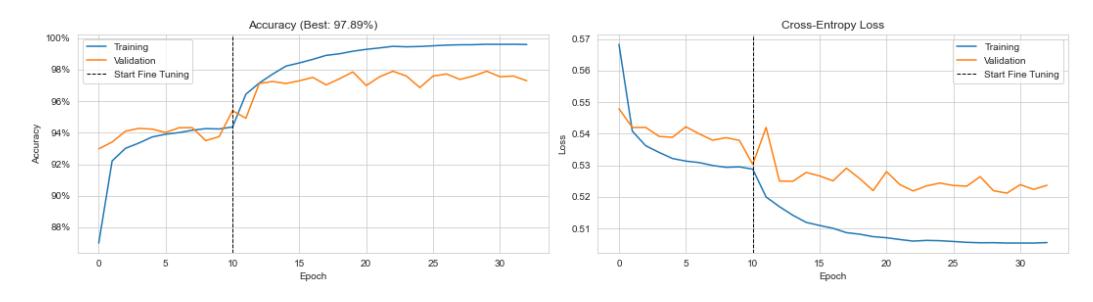 Accuracy (Best: 97.89%)
100%
98%
96%
94%
92%
90%
88%
Accuracy
Training
Validation
Start Fine Tuning
0
5
10
15
20
25
30
Epoch
Cross-Entropy Loss
0.57
0.56
0.55
0.54
0.53
0.52
0.51
Loss
Training
Validation
Start Fine Tuning
0
5
10
15
20
25
30
Epoch